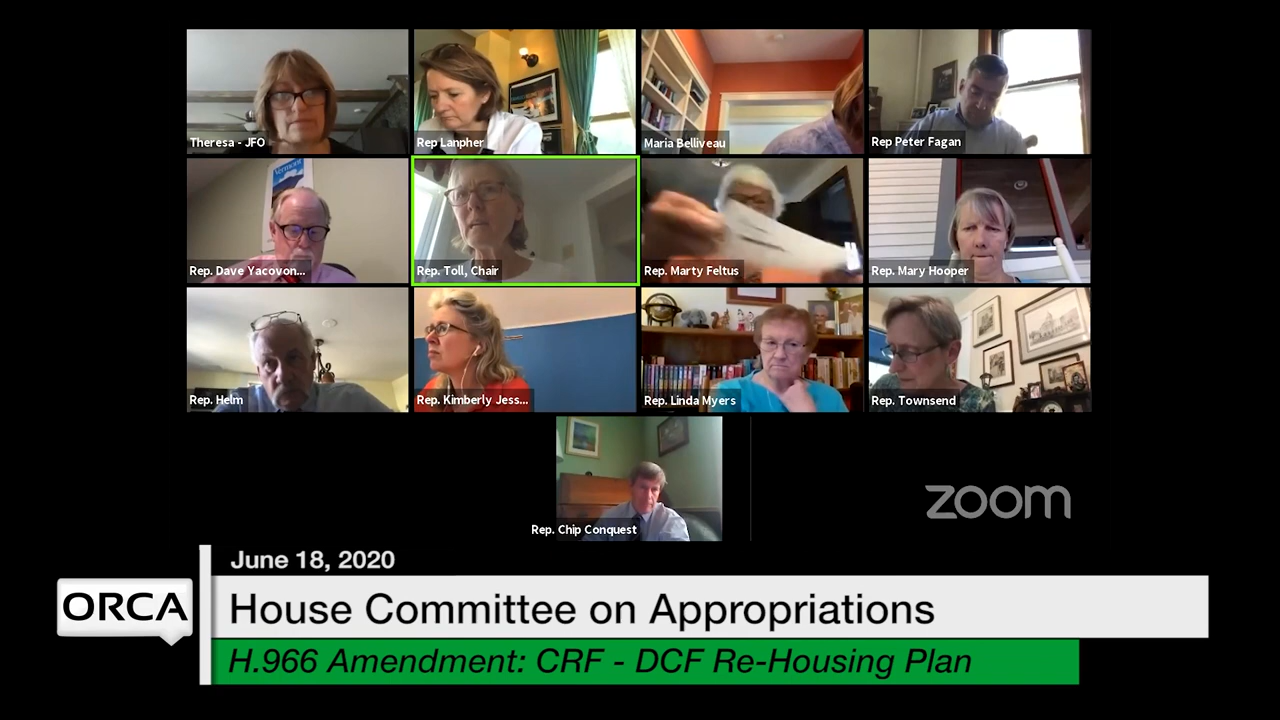 Theresa - JFO
Rep Lanpher
Maria Belliveau
Rep Peter Fagan
Vermont
Rep. Dave Yacovon...
Rep. Toll, Chair
Rep. Marty Feltus
Rep. Mary Hooper
Rep. Helm
Rep. Kimberly Jess...
Rep. Linda Myers
Rep. Townsend
Rep. Chip Conquest
zoom
June 18, 2020
ORCA
House Committee on Appropriations
H.966 Amendment: CRF - DCF Re-Housing Plan